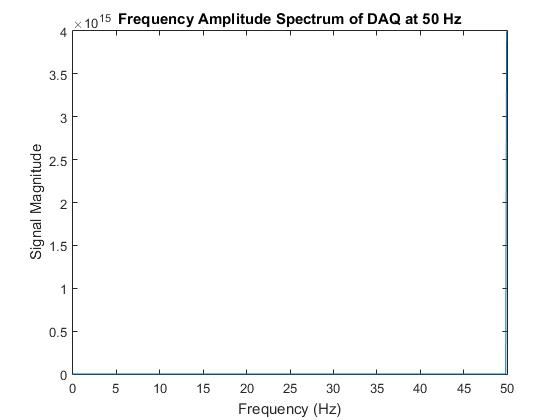 × 10 15
Frequency Amplitude Spectrum of DAQ at 50 Hz
4
3.5
3
2.5
2
1.5
1
0.5
0
Signal Magnitude
0 5 10 15 20 25 30 35 40 45 50
Frequency (Hz)